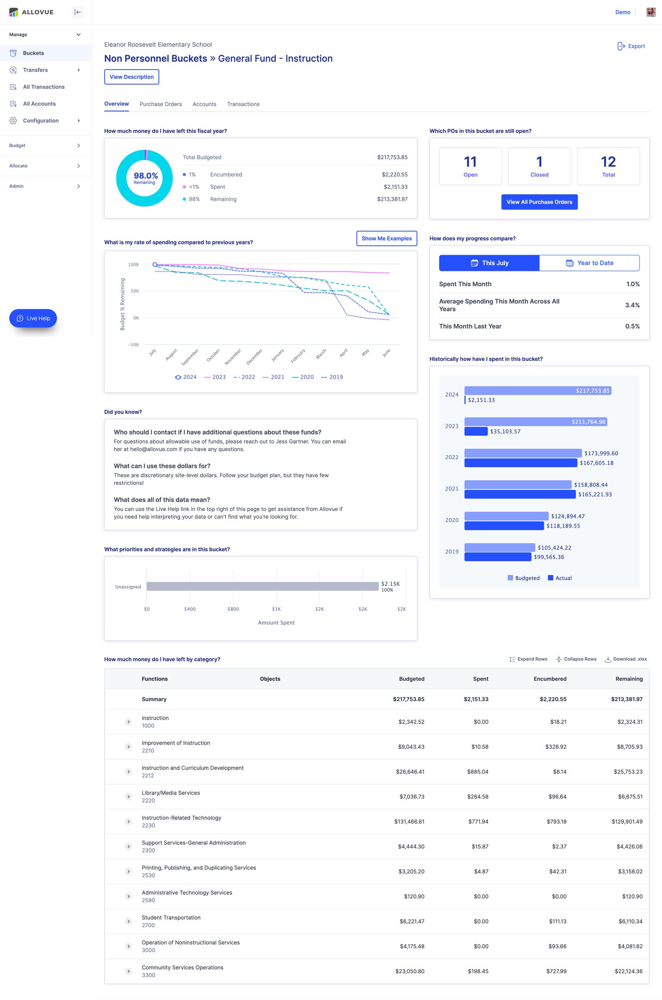 ALLOVUE
Demo
Manage
Buckets
Transfers
All Transactions
All Accounts
Configuration
Budget
Allocate
Admin
Live Help
Eleanor Roosevelt Elementary School
Export
Non Personnel Buckets » General Fund - Instruction
View Description
Overview Purchase Orders Accounts Transactions
How much money do I have left this fiscal year?
98.0%
Remaining
Total Budgeted $217,753.85
1% Encumbered $2,220.55
<1% Spent $2,151.33
98% Remaining $213,381.97
Which POs in this bucket are still open?
11 1 12
Open Closed Total
View All Purchase Orders
What is my rate of spending compared to previous years?
Show Me Examples
Budget % Remaining
100%
50%
0%
−50%
July August September October November December January February March April May June
2024 2023 2022 2021 2020 2019
How does my progress compare?
This July Year to Date
Spent This Month 1.0%
Average Spending This Month Across All
Years 3.4%
This Month Last Year 0.5%
Did you know?
Who should I contact if I have additional questions about these funds?
For questions about allowable use of funds, please reach out to Jess Gartner. You can email
her at hello@allovue.com if you have any questions.
What can I use these dollars for?
These are discretionary site-level dollars. Follow your budget plan, but they have few
restrictions!
What does all of this data mean?
You can use the Live Help link in the top right of this page to get assistance from Allovue if
you need help interpreting your data or can't find what you're looking for.
Historically how have I spent in this bucket?
2024
$217,753.85
$2,151.33
2023
$211,764.96
$35,103.57
2022
$173,999.60
$167,605.18
2021
$158,808.44
$165,221.93
2020
$124,894.47
$118,189.55
2019
$105,424.22
$99,565.36
Budgeted Actual
What priorities and strategies are in this bucket?
Unassigned
$2.15K
100%
$0 $400 $800 $1K $2K $2K $2K
Amount Spent
How much money do I have left by category?
Expand Rows Collapse Rows Download .xlsx
Functions Objects Budgeted Spent Encumbered Remaining
Summary $217,753.85 $2,151.33 $2,220.55 $213,381.97
Instruction
1000
$2,342.52 $0.00 $18.21 $2,324.31
Improvement of Instruction
2210
$9,043.43 $10.58 $326.92 $8,705.93
Instruction and Curriculum Development
2212
$26,646.41 $885.04 $8.14 $25,753.23
Library/Media Services
2220
$7,036.73 $264.58 $96.64 $6,675.51
Instruction-Related Technology
2230
$131,466.61 $771.94 $793.18 $129,901.49
Support Services-General Administration
2300
$4,444.30 $15.87 $2.37 $4,426.06
Printing, Publishing, and Duplicating Services
2530
$3,205.20 $4.87 $42.31 $3,158.02
Administrative Technology Services
2580
$120.90 $0.00 $0.00 $120.90
Student Transportation
2700
$6,221.47 $0.00 $111.13 $6,110.34
Operation of Noninstructional Services
3000
$4,175.48 $0.00 $93.66 $4,081.82
Community Services Operations
3300
$23,050.80 $198.45 $727.99 $22,124.36